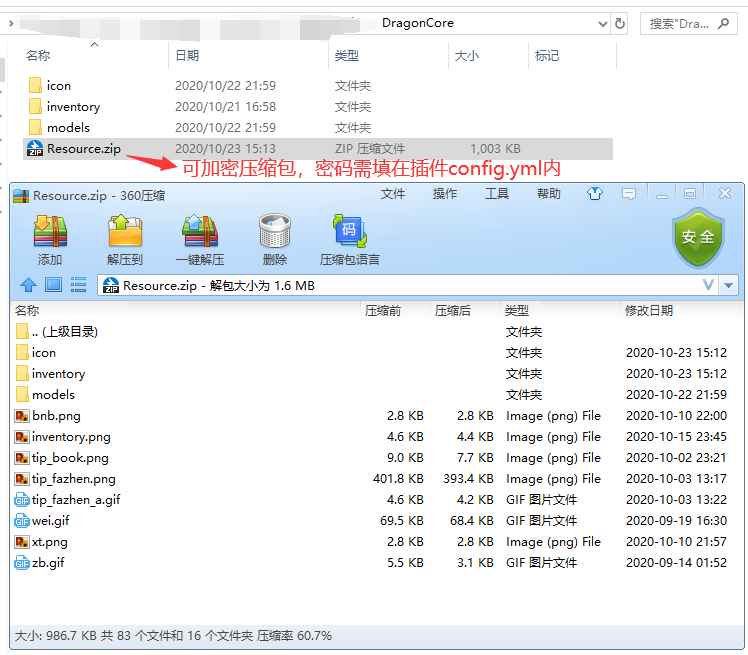 DragonCore
搜索"Dra...
名称 日期 类型 大小 标记
icon 2020/10/22 21:59 文件夹
inventory 2020/10/21 16:58 文件夹
models 2020/10/22 21:59 文件夹
Resource.zip 2020/10/23 15:13 ZIP 压缩文件 1,003 KB
可加密压缩包，密码需填在插件config.yml内
Resource.zip - 360压缩 文件 操作 工具 帮助
添加 解压到 一键解压 删除 压缩包语言 安全
码
Resource.zip - 解包大小为 1.6 MB
名称 压缩前 压缩后 类型 修改日期
.. (上级目录) 文件夹
icon 文件夹 2020-10-23 15:12
inventory 文件夹 2020-10-23 15:12
models 文件夹 2020-10-22 21:59
bnb.png 2.8 KB 2.8 KB Image (png) File 2020-10-10 22:00
inventory.png 4.6 KB 4.4 KB Image (png) File 2020-10-15 23:45
tip_book.png 9.0 KB 7.7 KB Image (png) File 2020-10-02 23:21
tip_fazhen.png 401.8 KB 393.4 KB Image (png) File 2020-10-03 13:17
tip_fazhen_a.gif 4.6 KB 4.2 KB GIF 图片文件 2020-10-03 13:22
wei.gif 69.5 KB 68.4 KB GIF 图片文件 2020-09-19 16:30
xt.png 2.8 KB 2.8 KB Image (png) File 2020-10-10 21:57
zb.gif 5.5 KB 3.1 KB GIF 图片文件 2020-09-14 01:52
大小: 986.7 KB 共 83 个文件和 16 个文件夹 压缩率 60.7%